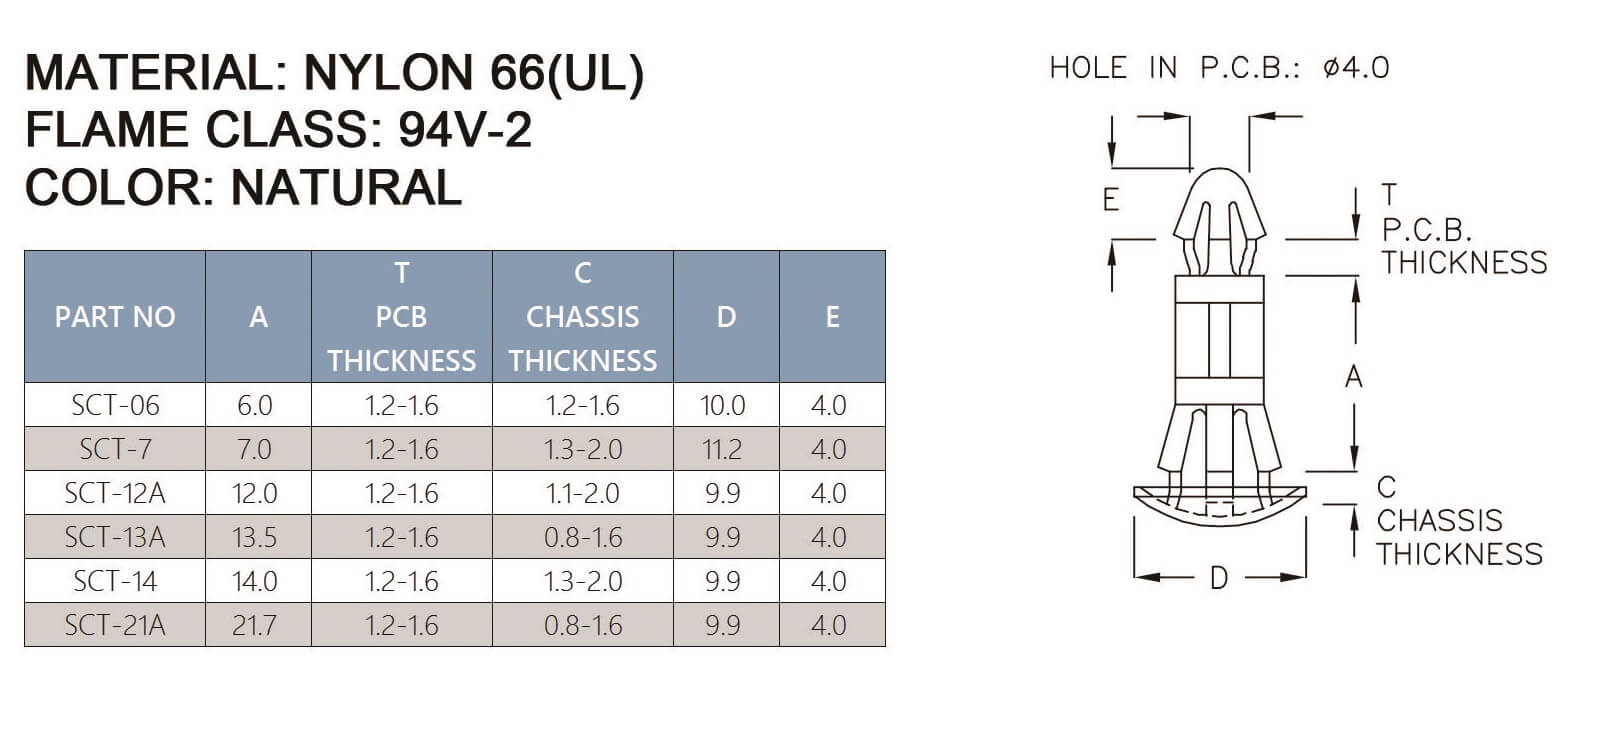 MATERIAL: NYLON 66(UL)
FLAME CLASS: 94V-2
COLOR: NATURAL
PART NO A T PCB THICKNESS C CHASSIS THICKNESS D E
SCT-06 6.0 1.2-1.6 1.2-1.6 10.0 4.0
SCT-7 7.0 1.2-1.6 1.3-2.0 11.2 4.0
SCT-12A 12.0 1.2-1.6 1.1-2.0 9.9 4.0
SCT-13A 13.5 1.2-1.6 0.8-1.6 9.9 4.0
SCT-14 14.0 1.2-1.6 1.3-2.0 9.9 4.0
SCT-21A 21.7 1.2-1.6 0.8-1.6 9.9 4.0
HOLE IN P.C.B.: ø4.0
E
T
P.C.B.
THICKNESS
A
C
CHASSIS
THICKNESS
D